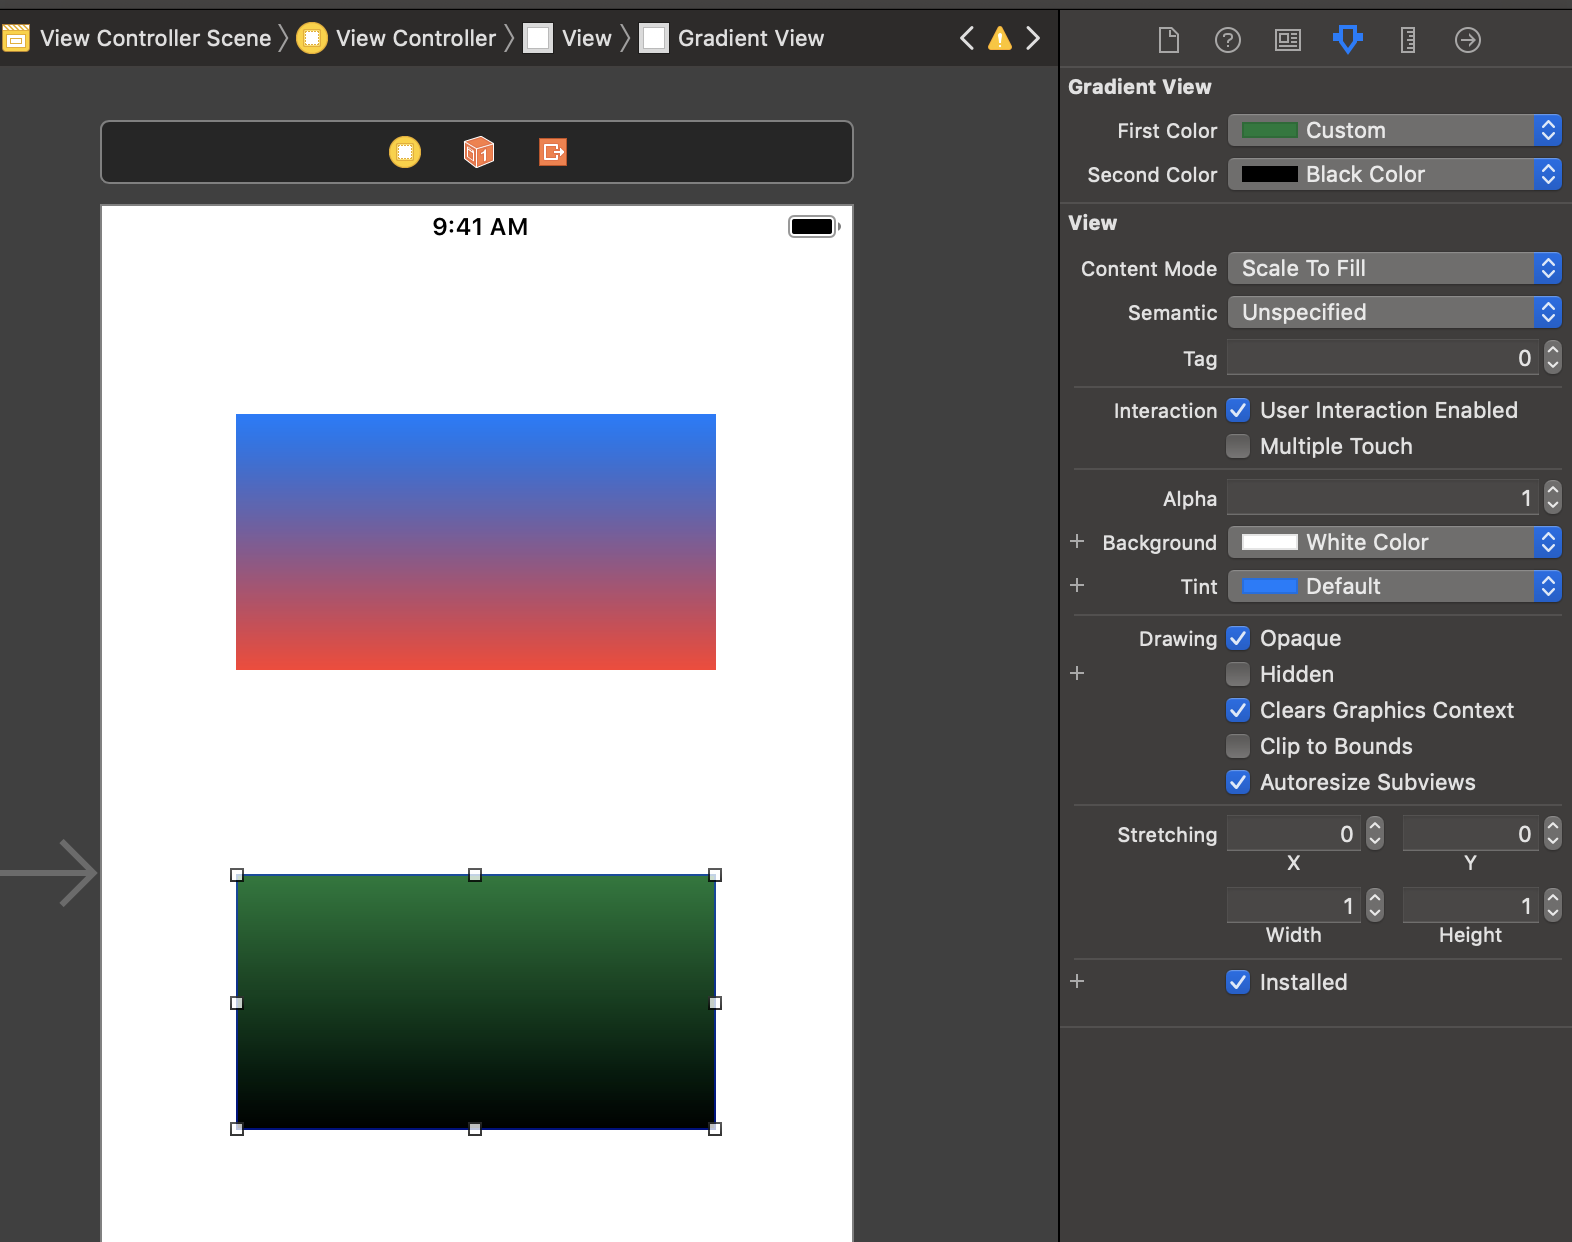 View Controller Scene View Controller View Gradient View
1
9:41 AM
Gradient View
First Color Custom
Second Color Black Color
View
Content Mode Scale To Fill
Semantic Unspecified
Tag 0
Interaction User Interaction Enabled
Multiple Touch
Alpha 1
+ Background White Color
+ Tint Default
Drawing Opaque
+ Hidden
Clears Graphics Context
Clip to Bounds
Autoresize Subviews
Stretching 0 0
X Y
1 1
Width Height
+ Installed